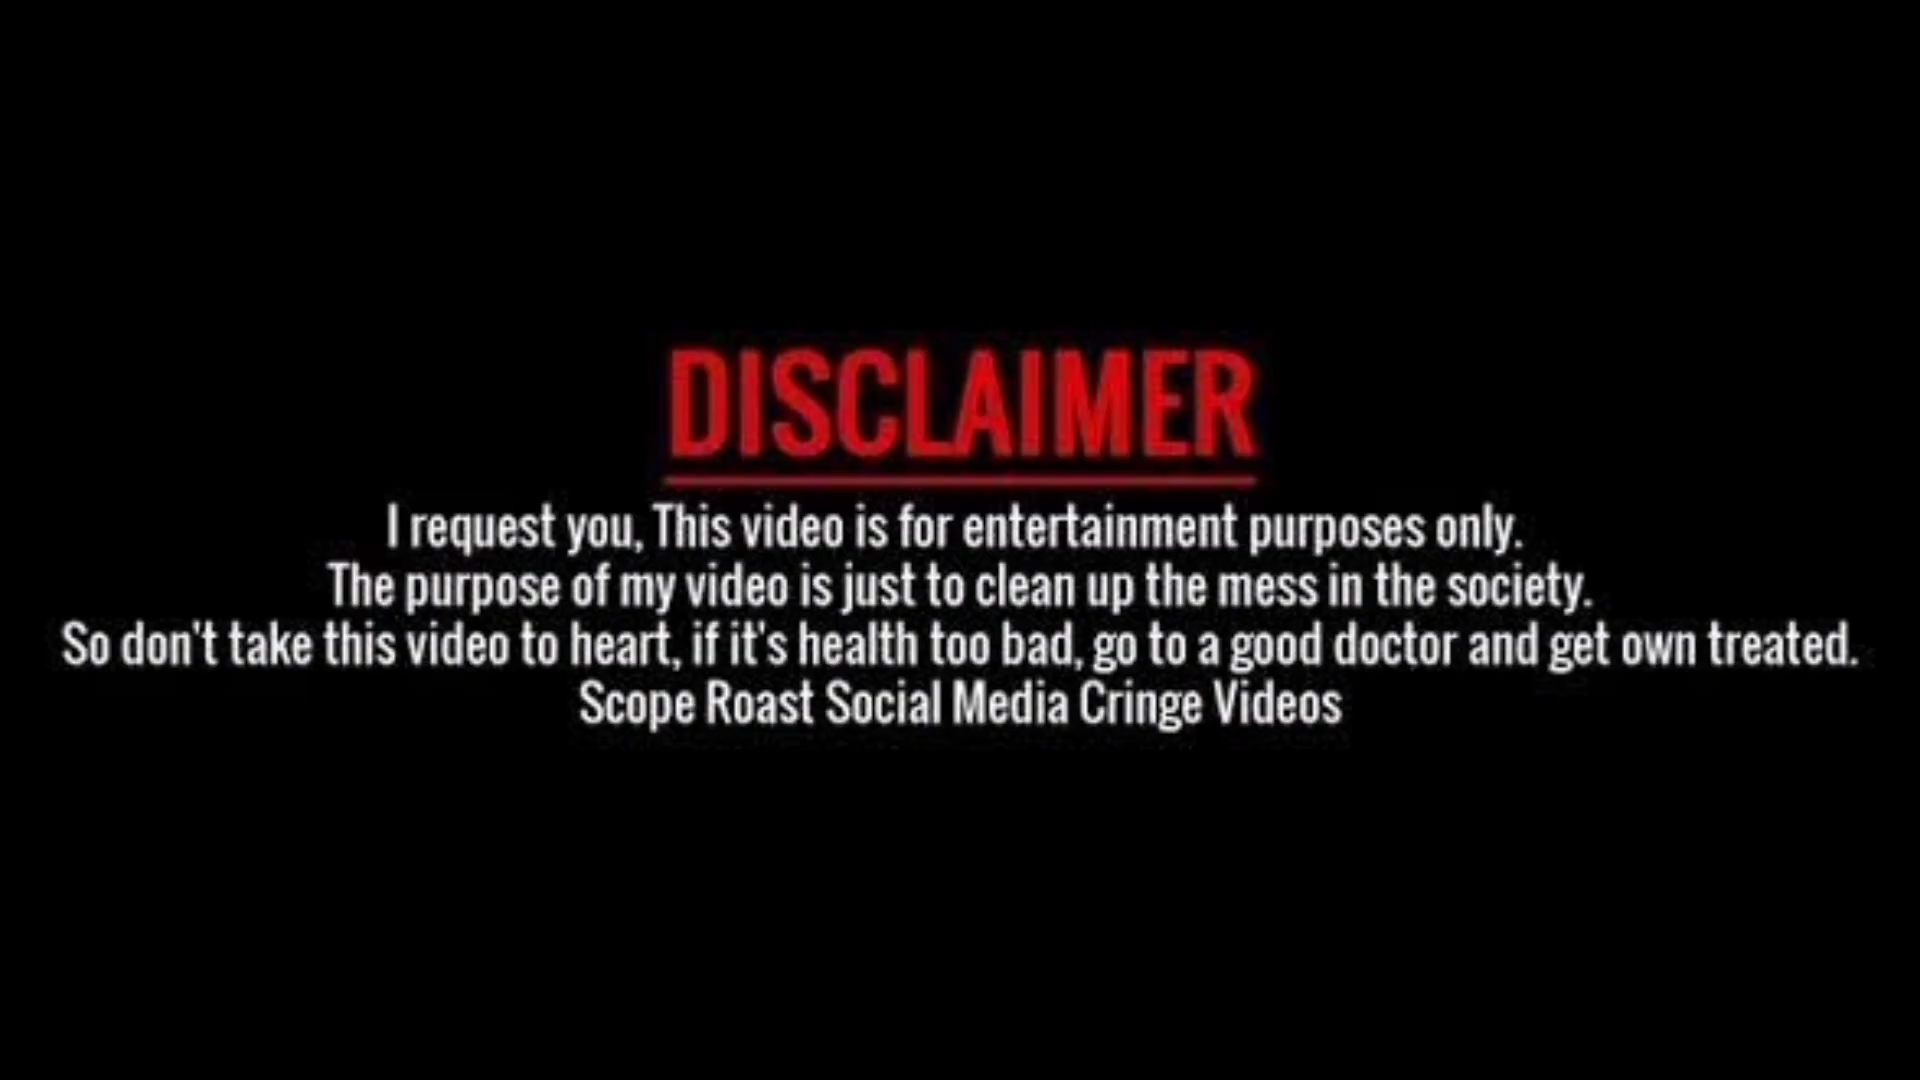 DISCLAIMER
I request you, This video is for entertainment purposes only.
The purpose of my video is just to clean up the mess in the society.
So don't take this video to heart, if it's health too bad, go to a good doctor and get own treated.
Scope Roast Social Media Cringe Videos